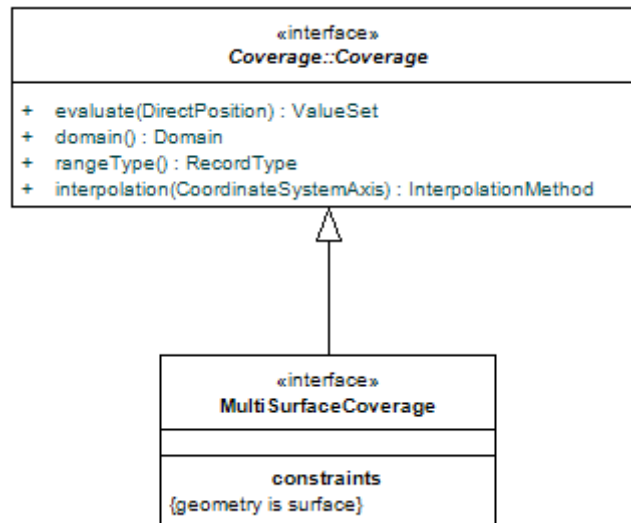 «interface»
Coverage::Coverage
+ evaluate(DirectPosition) : ValueSet
+ domain() : Domain
+ rangeType() : RecordType
+ interpolation(CoordinateSystemAxis) : InterpolationMethod
«interface»
MultiSurfaceCoverage
constraints
{geometry is surface}